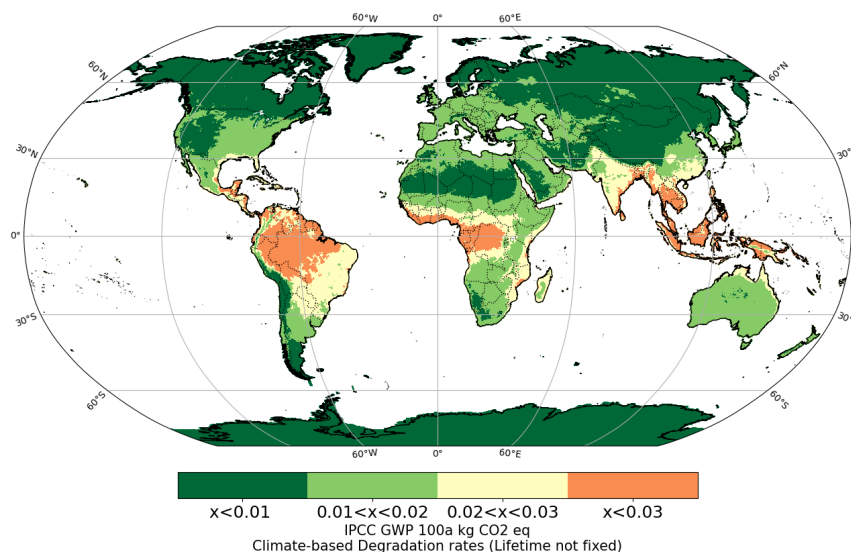 60°W 0° 60°E
60°N 60°N
30°N 30°N
0° 0°
30°S 30°S
60°S 60°S
60°W 0° 60°E
x<0.01 0.01<x<0.02 0.02<x<0.03 x<0.03
IPCC GWP 100a kg CO2 eq
Climate-based Degradation rates (Lifetime not fixed)